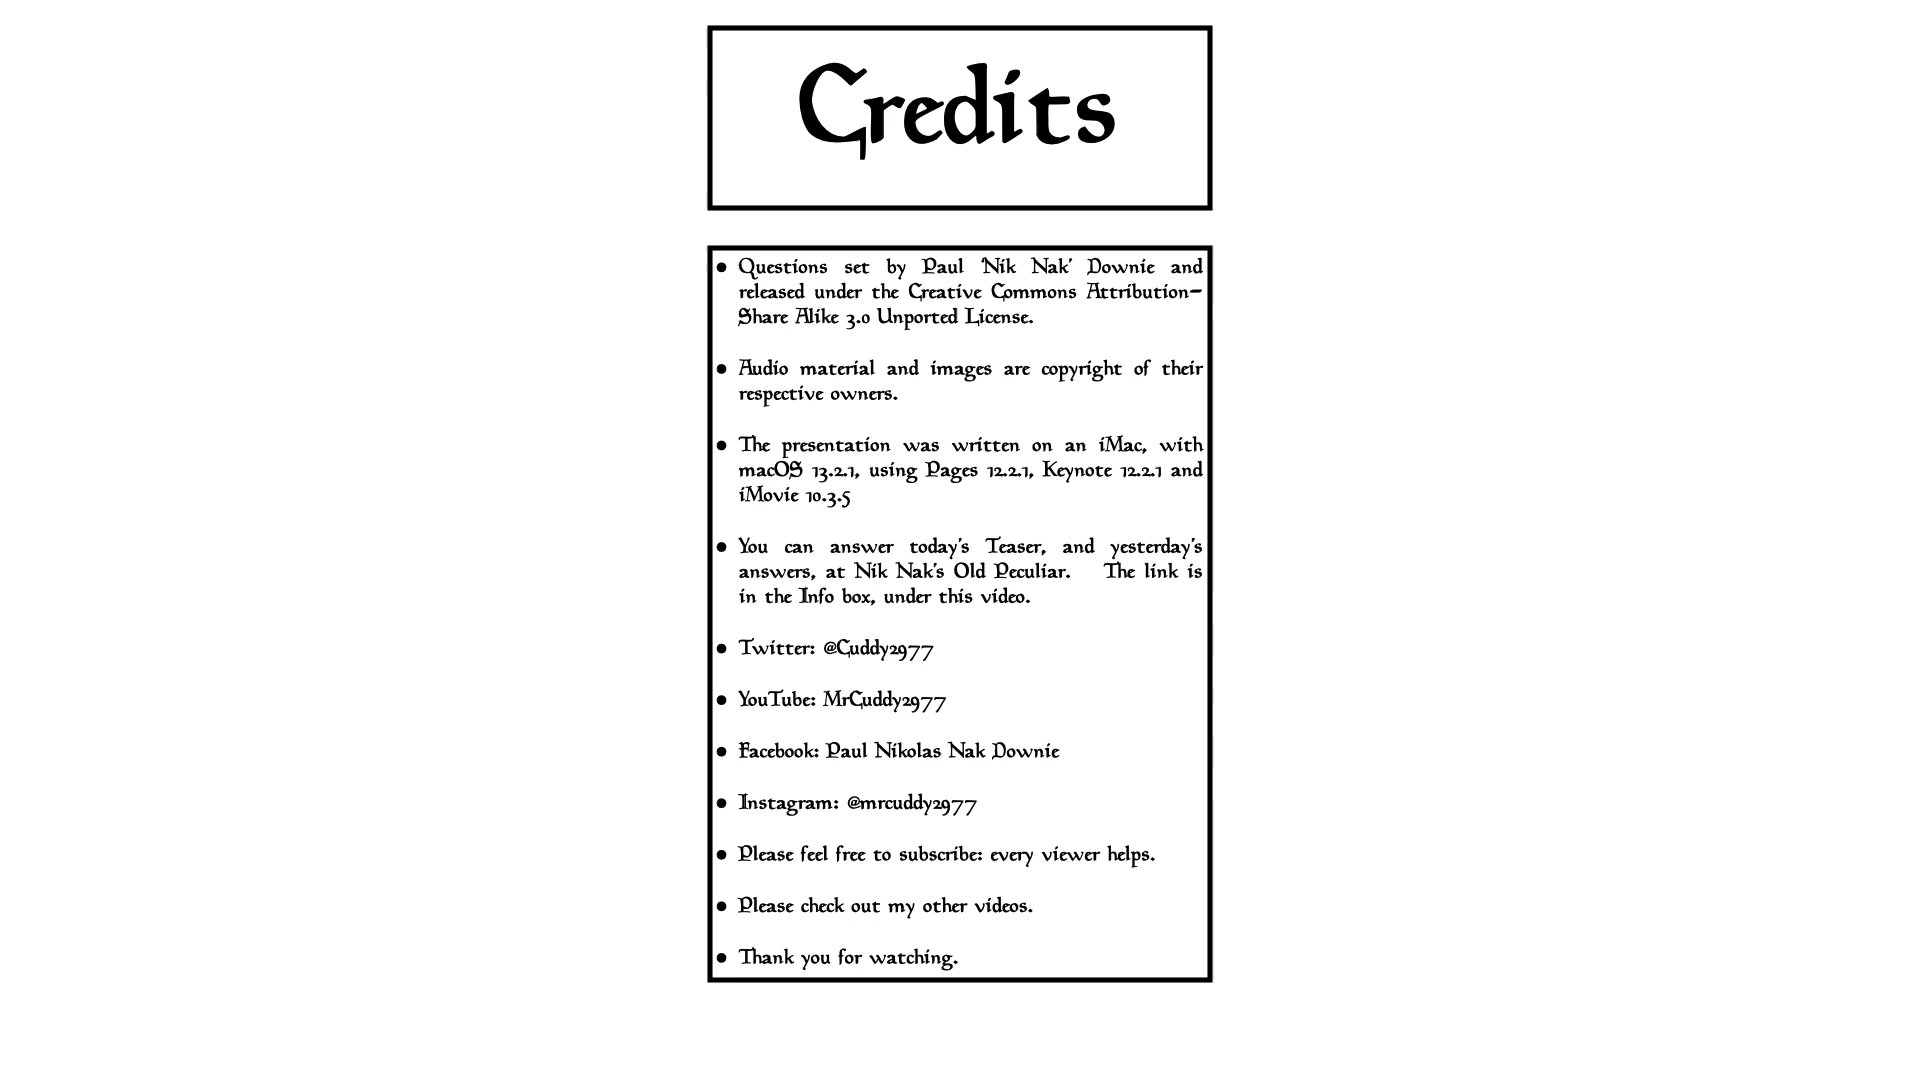 Credits
• Questions set by Paul 'Nik Nak' Downie and
released under the Creative Commons Attribution-
Share Alike 3.0 Unported License.
• Audio material and images are copyright of their
respective owners.
• The presentation was written on an iMac, with
macOS 13.2.1, using Pages 12.2.1, Keynote 12.2.1 and
iMovie 10.3.5
• You can answer today's Teaser, and yesterday's
answers, at Nik Nak's Old Peculiar. The link is
in the Info box, under this video.
• Twitter: @Cuddy2977
• YouTube: MrCuddy2977
• Facebook: Paul Nikolas Nak Downie
• Instagram: @mrcuddy2977
• Please feel free to subscribe: every viewer helps.
• Please check out my other videos.
• Thank you for watching.